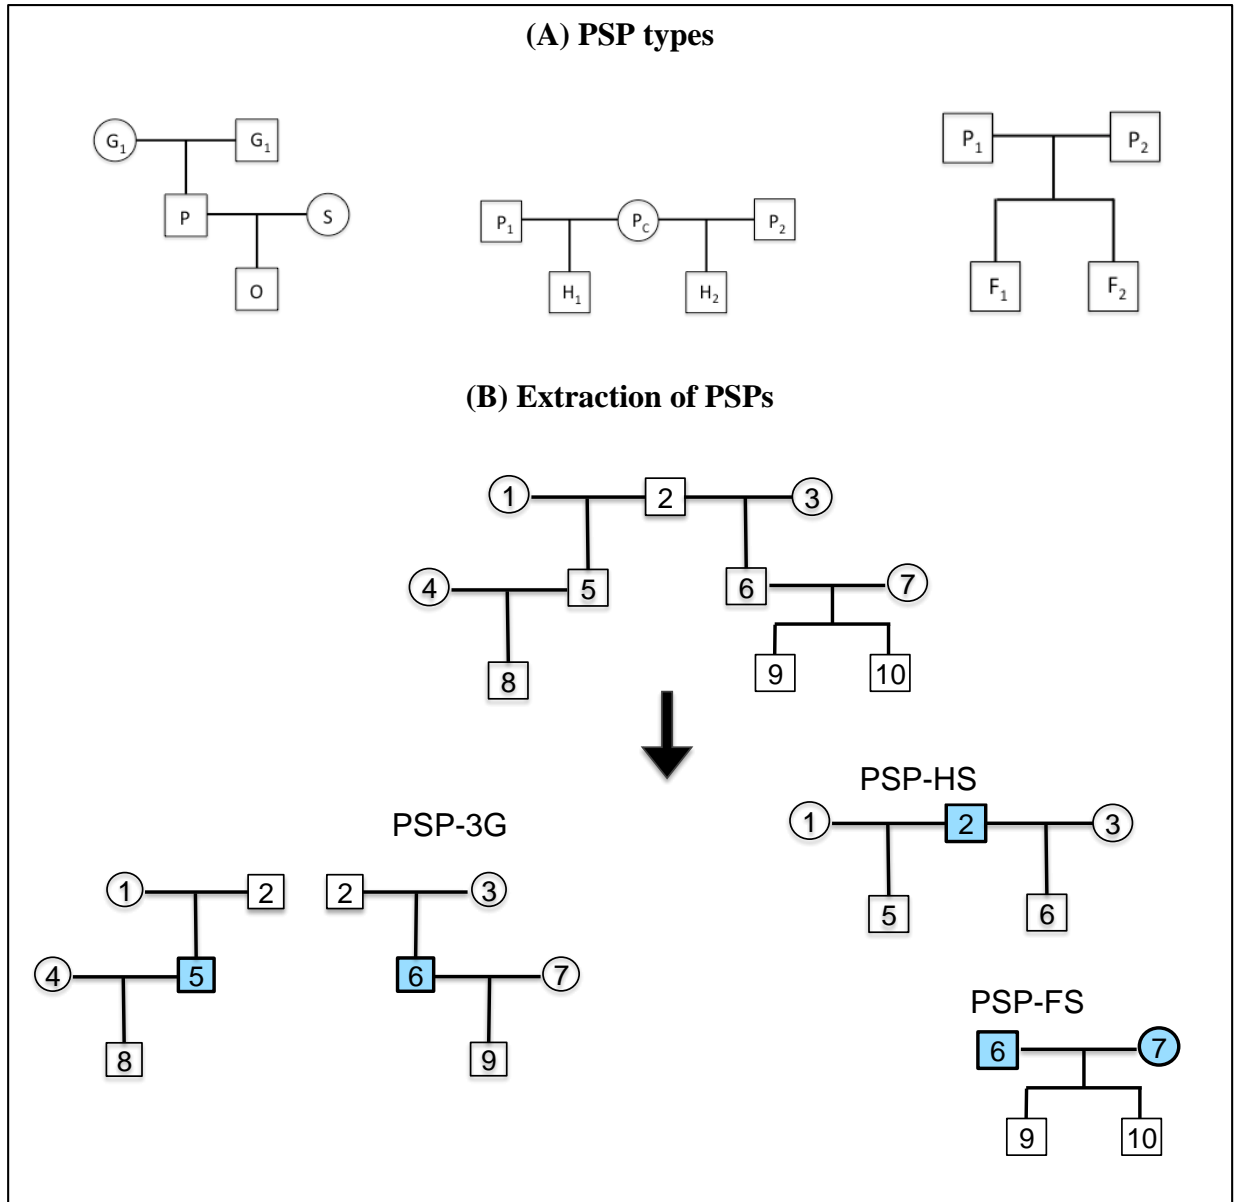 (A) PSP types
G₁ G₁
P S
O
P₁ P_C P₂
H₁ H₂
P₁ P₂
F₁ F₂
(B) Extraction of PSPs
1 2 3
4 5 6 7
8 9 10
PSP-3G
1 2 2 3
4 5 6 7
8 9
PSP-HS
1 2 3
5 6
PSP-FS
6 7
9 10